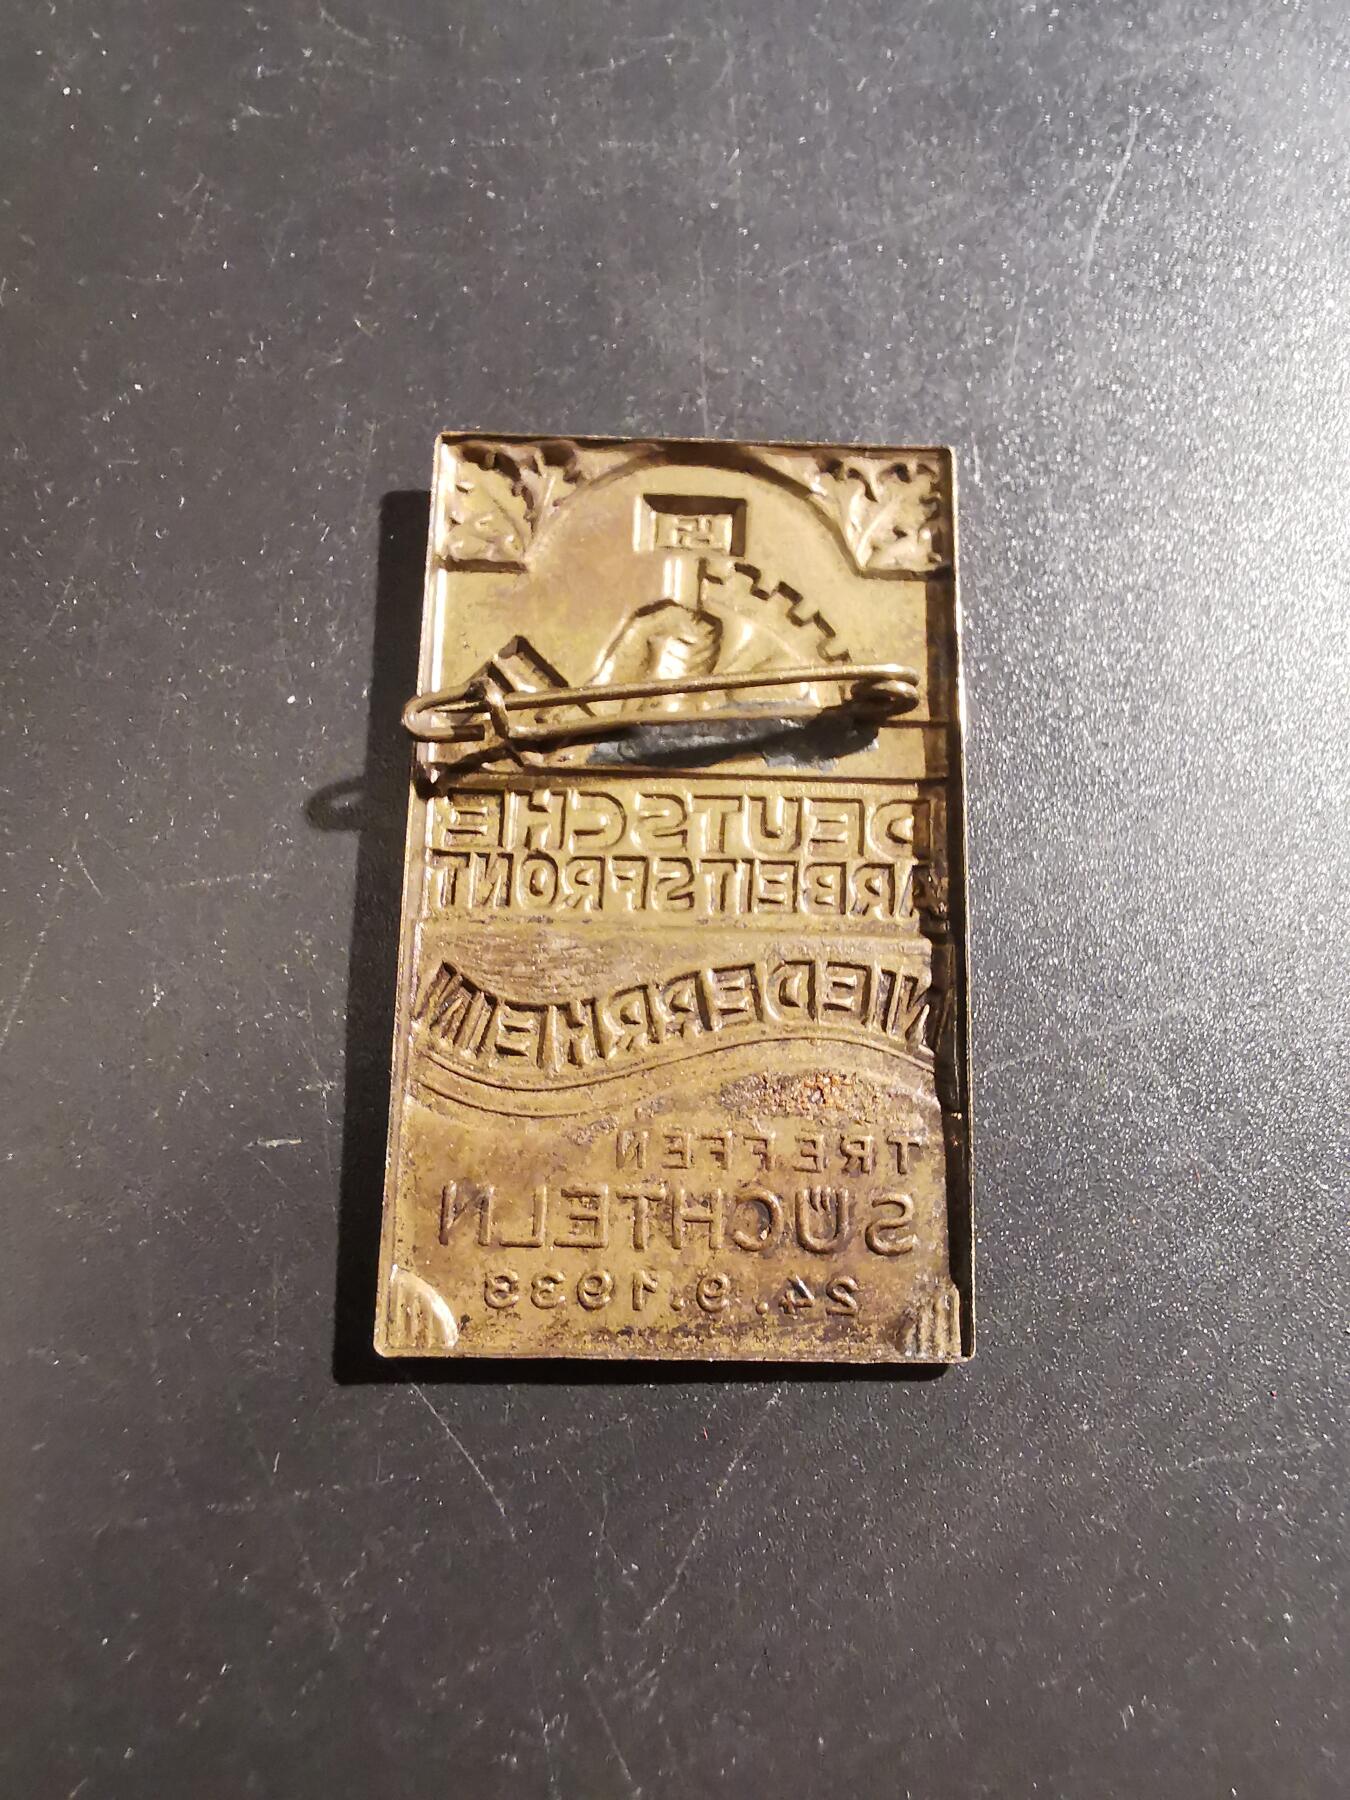 DEUTSCHE
ARBEITSFRONT
NIEDERRHEIN
TREFFEN
SÜCHTELN
24.9.1933